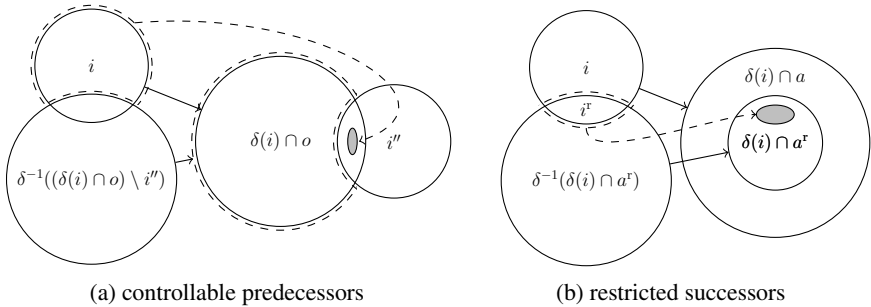 i
δ⁻¹((δ(i) ∩ o) \ i′′)
δ(i) ∩ o
i′′
(a) controllable predecessors
i
iʳ
δ⁻¹(δ(i) ∩ aʳ)
δ(i) ∩ a
δ(i) ∩ aʳ
(b) restricted successors